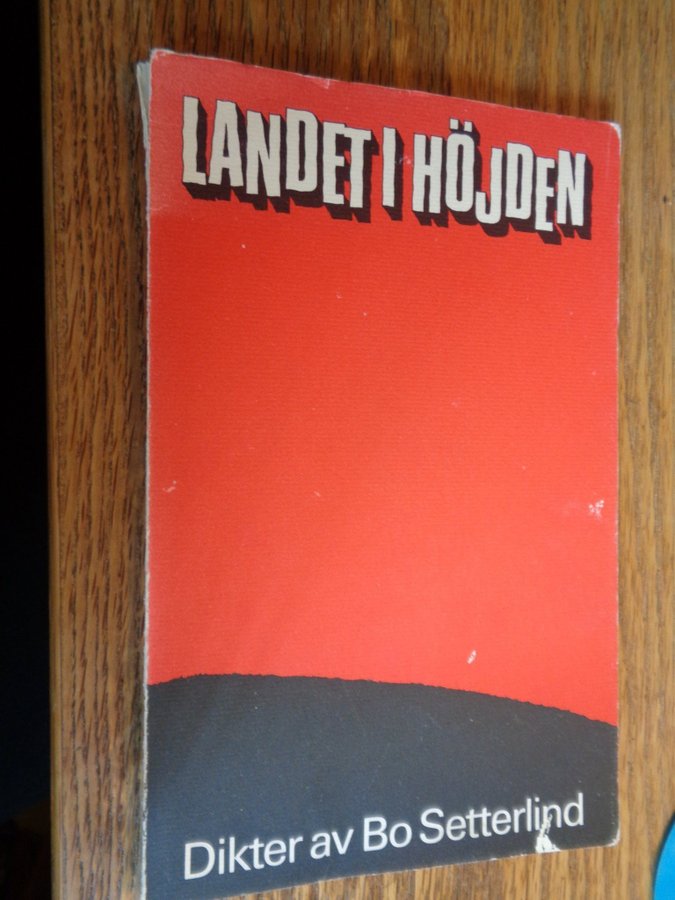 LANDET I HÖJDEN
Dikter av Bo Setterlind